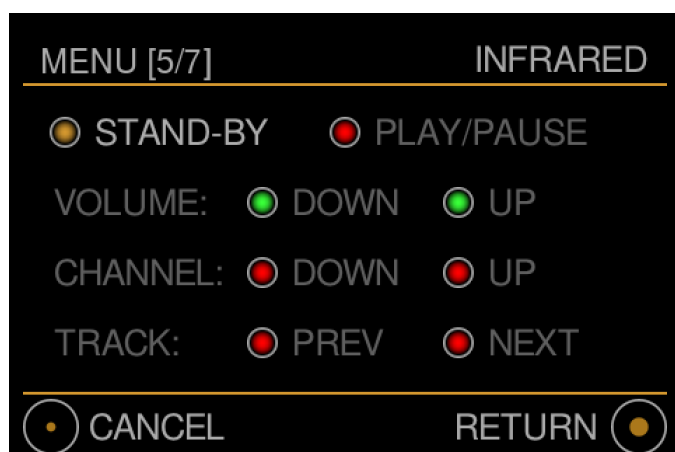 MENU [5/7] INFRARED
STAND-BY PLAY/PAUSE
VOLUME: DOWN UP
CHANNEL: DOWN UP
TRACK: PREV NEXT
CANCEL RETURN